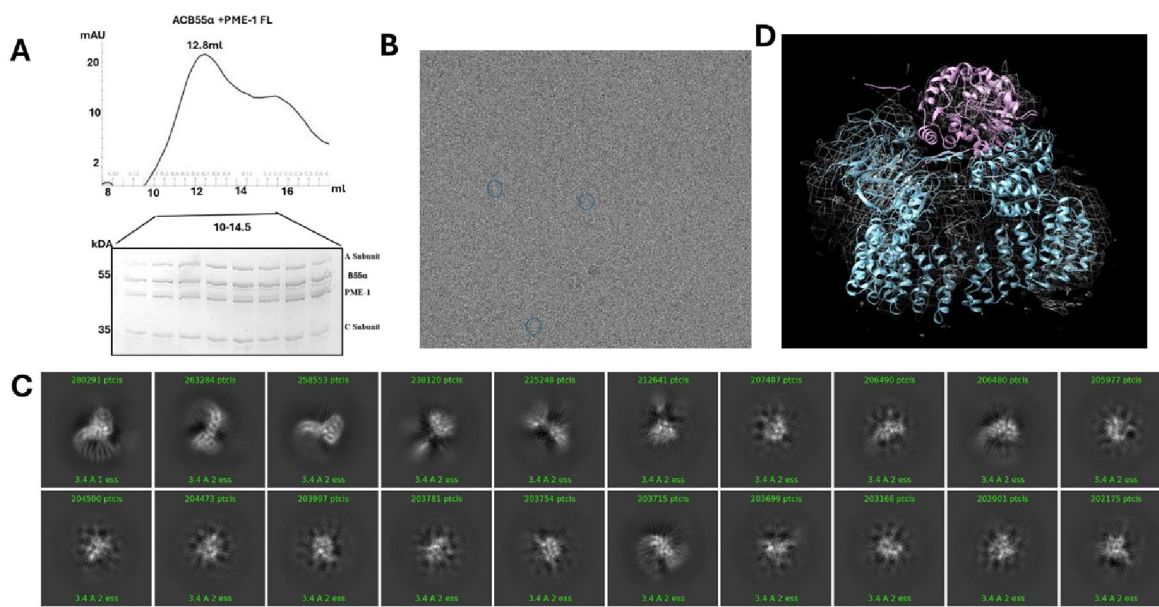 ACB55α +PME-1 FL
A
mAU
12.8ml
20
10
2
8 10 12 14 16 ml
10-14.5
kDA
55
35
A Subunit
B55α
PME-1
C Subunit
B
D
C
280291 ptcls 263284 ptcls 258553 ptcls 238120 ptcls 225248 ptcls 212641 ptcls 207487 ptcls 206490 ptcls 206480 ptcls 205977 ptcls
3.4 A 1 ess 3.4 A 2 ess 3.4 A 2 ess 3.4 A 2 ess 3.4 A 2 ess 3.4 A 2 ess 3.4 A 2 ess 3.4 A 2 ess 3.4 A 2 ess 3.4 A 2 ess
204500 ptcls 204473 ptcls 203997 ptcls 203781 ptcls 203754 ptcls 203715 ptcls 203699 ptcls 203166 ptcls 202901 ptcls 202175 ptcls
3.4 A 2 ess 3.4 A 2 ess 3.4 A 2 ess 3.4 A 2 ess 3.4 A 2 ess 3.4 A 2 ess 3.4 A 2 ess 3.4 A 2 ess 3.4 A 2 ess 3.4 A 2 ess